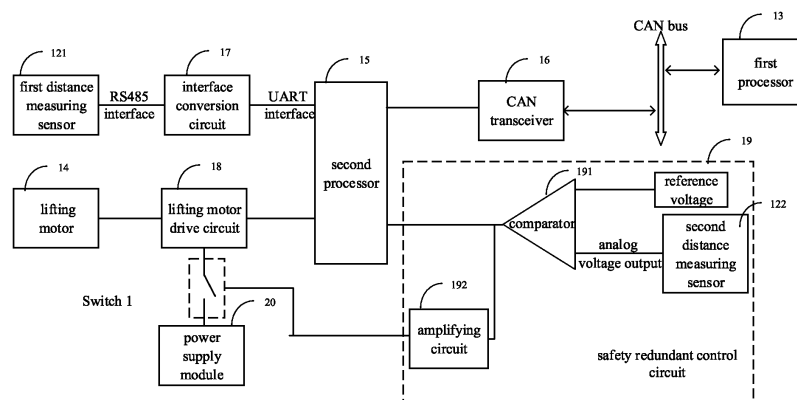 121
first distance
measuring
sensor
RS485
interface
17
interface
conversion
circuit
UART
interface
15
second
processor
16
CAN
transceiver
CAN bus
13
first
processor
14
lifting
motor
18
lifting motor
drive circuit
Switch 1
20
power
supply
module
19
191
comparator
reference
voltage
122
second
distance
measuring
sensor
analog
voltage output
192
amplifying
circuit
safety redundant control
circuit